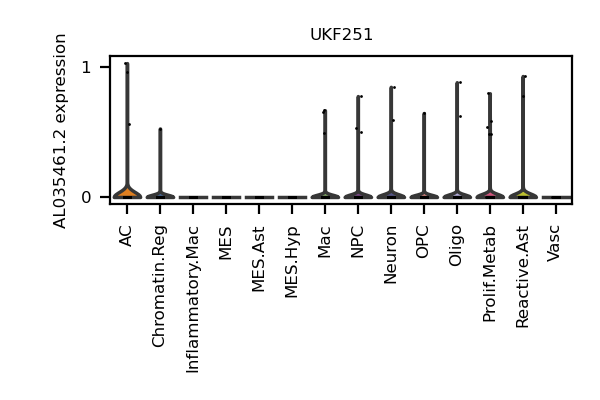 UKF251
AL035461.2 expression
1
0
AC
Chromatin.Reg
Inflammatory.Mac
MES
MES.Ast
MES.Hyp
Mac
NPC
Neuron
OPC
Oligo
Prolif.Metab
Reactive.Ast
Vasc